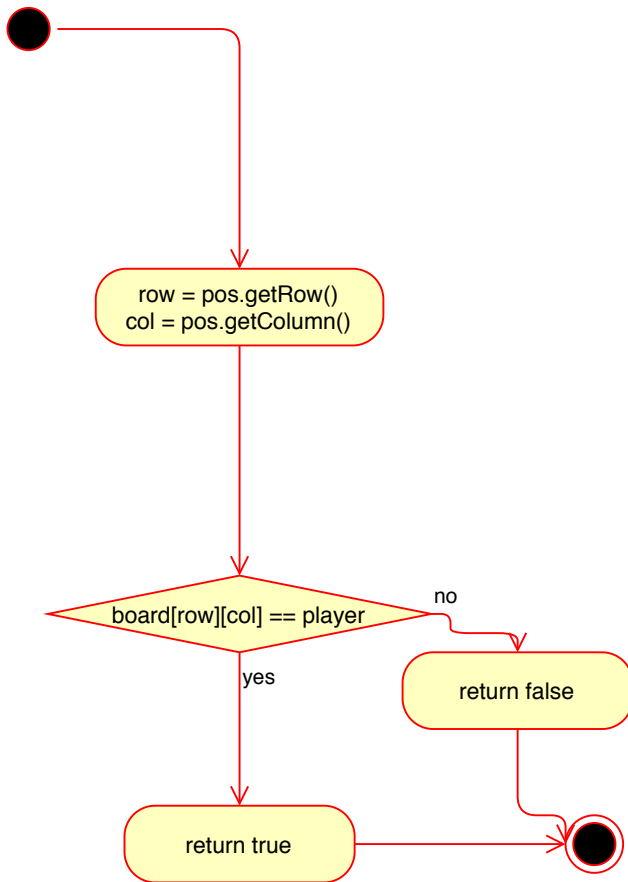 row = pos.getRow()
col = pos.getColumn()
board[row][col] == player
no
yes
return false
return true